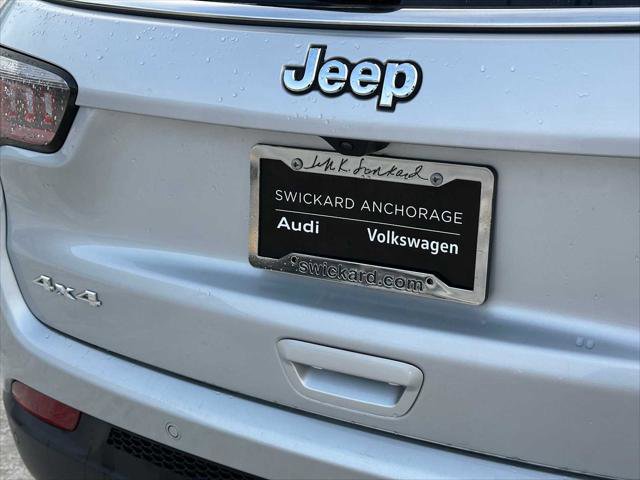 Jeep
SWICKARD ANCHORAGE
Audi Volkswagen
swickard.com
4x4